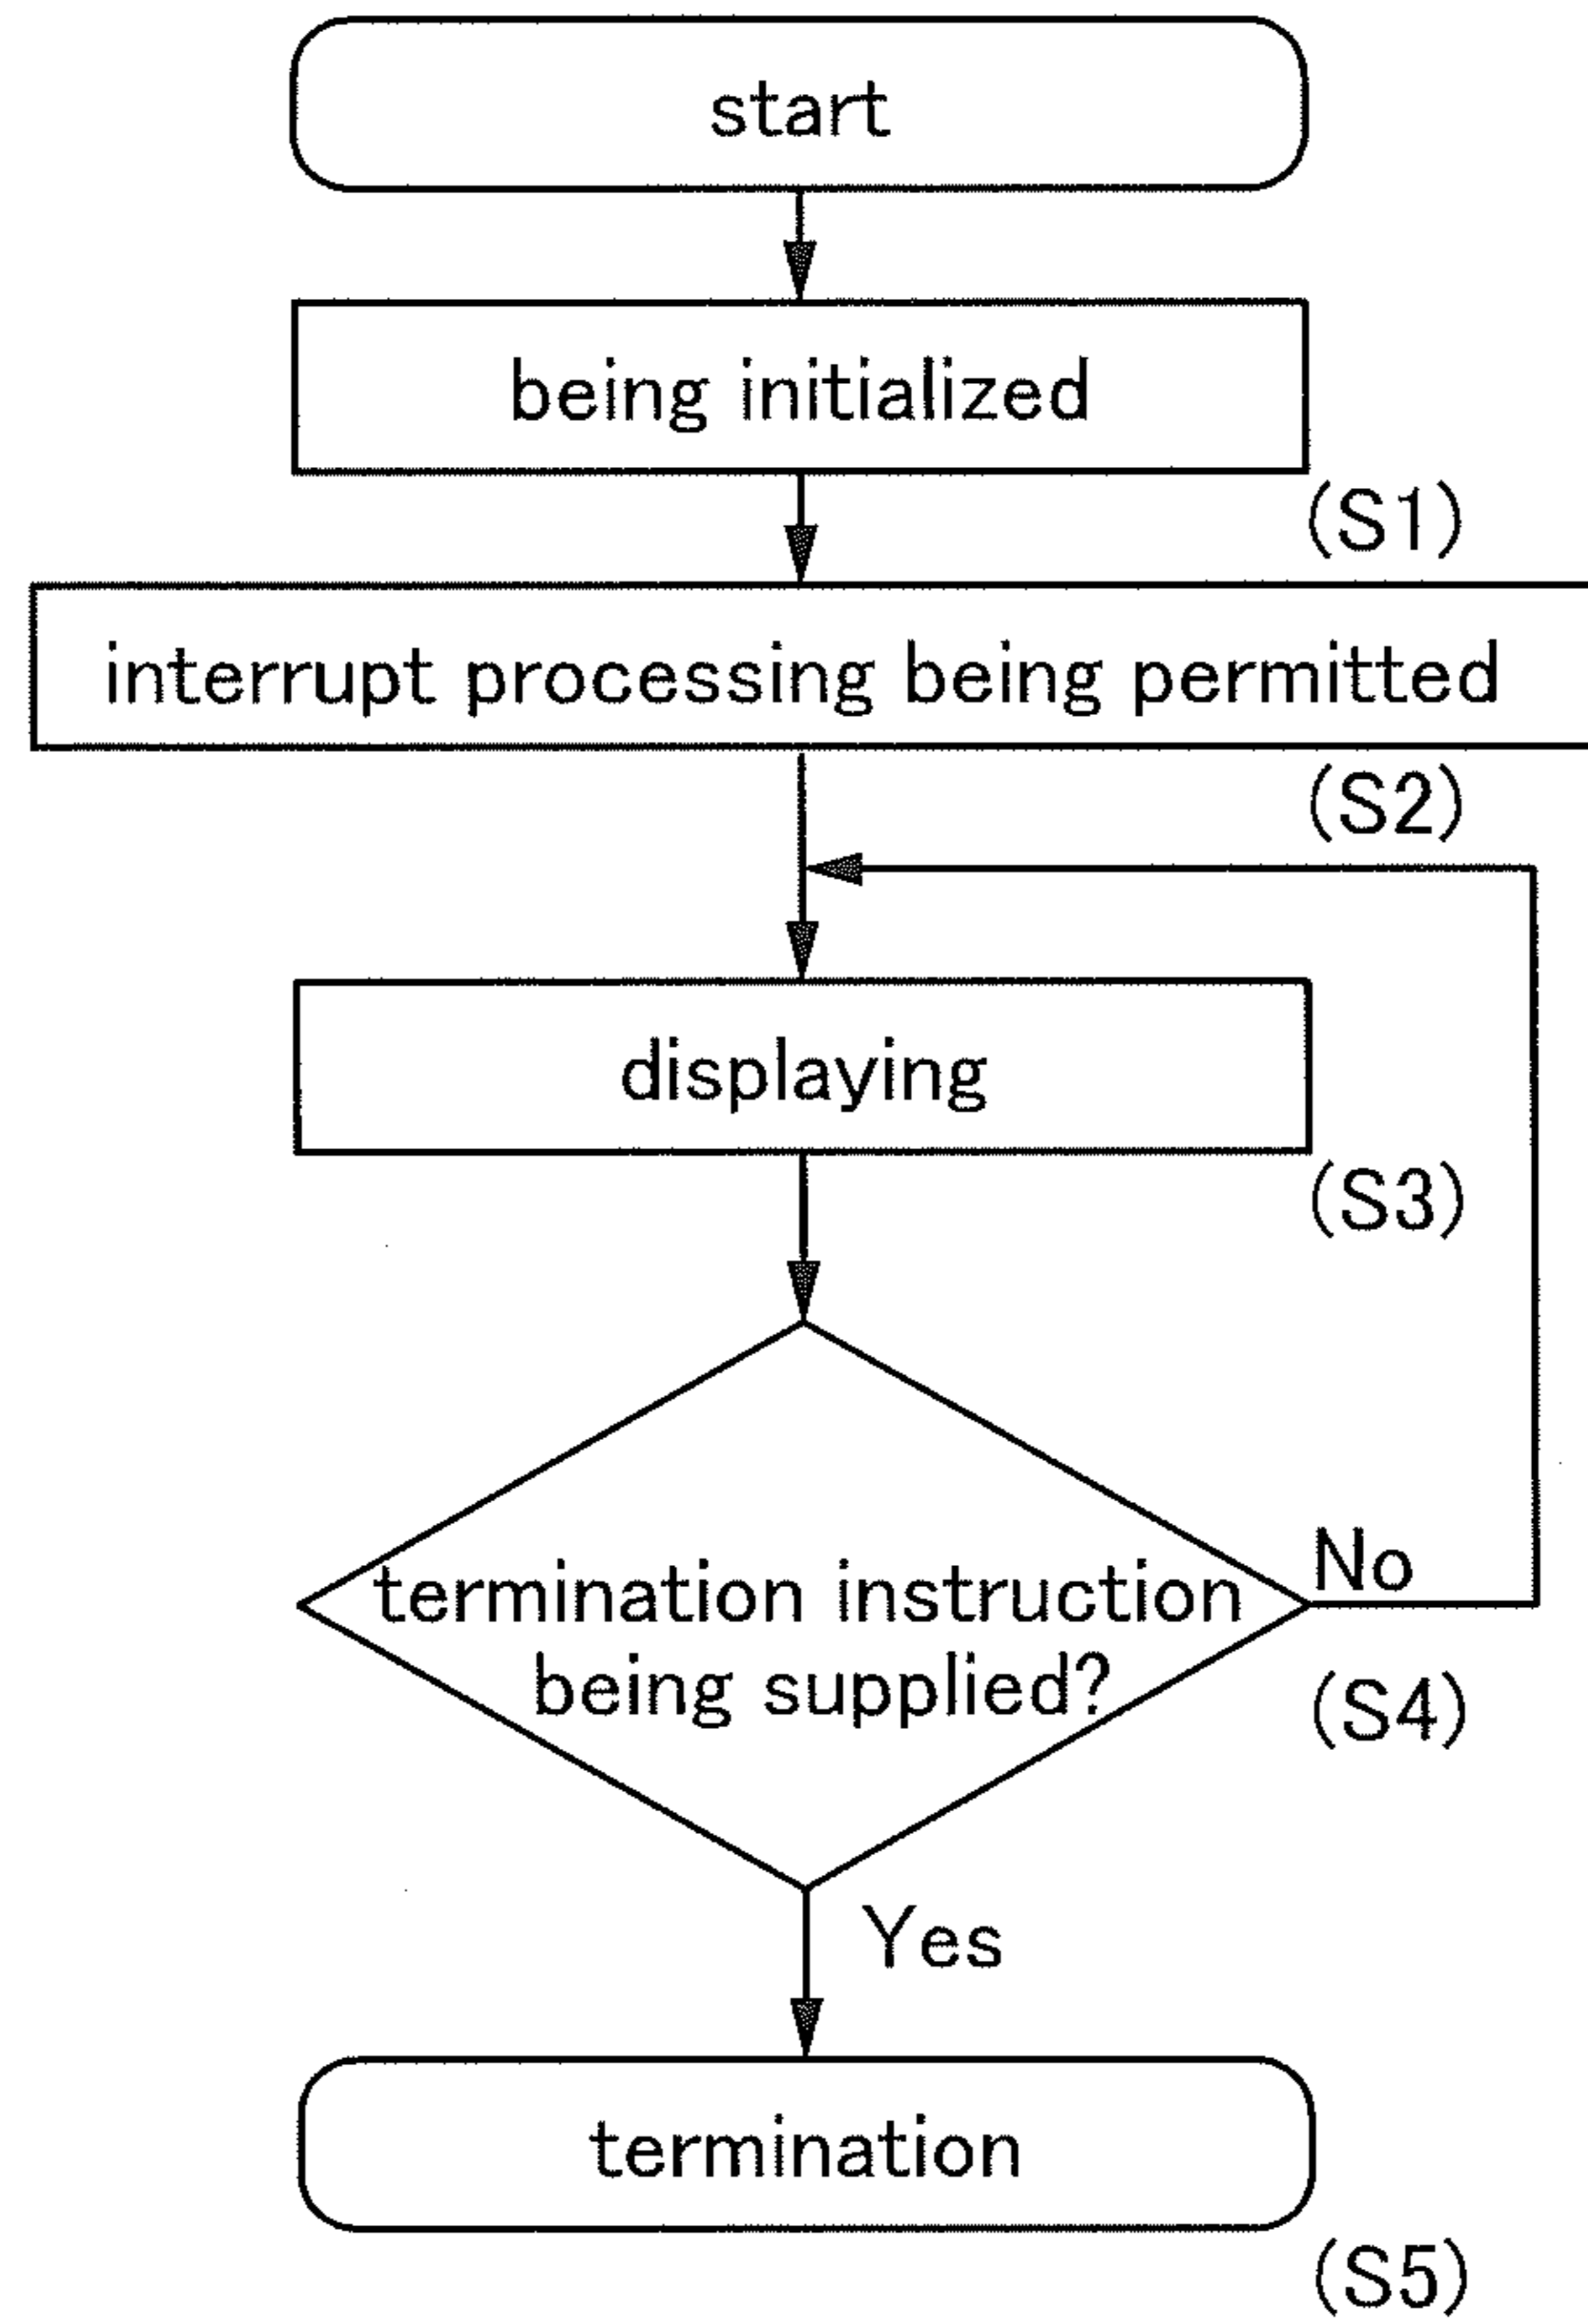 start
being initialized
(S1)
interrupt processing being permitted
(S2)
displaying
(S3)
termination instruction
being supplied?
No
(S4)
Yes
termination
(S5)